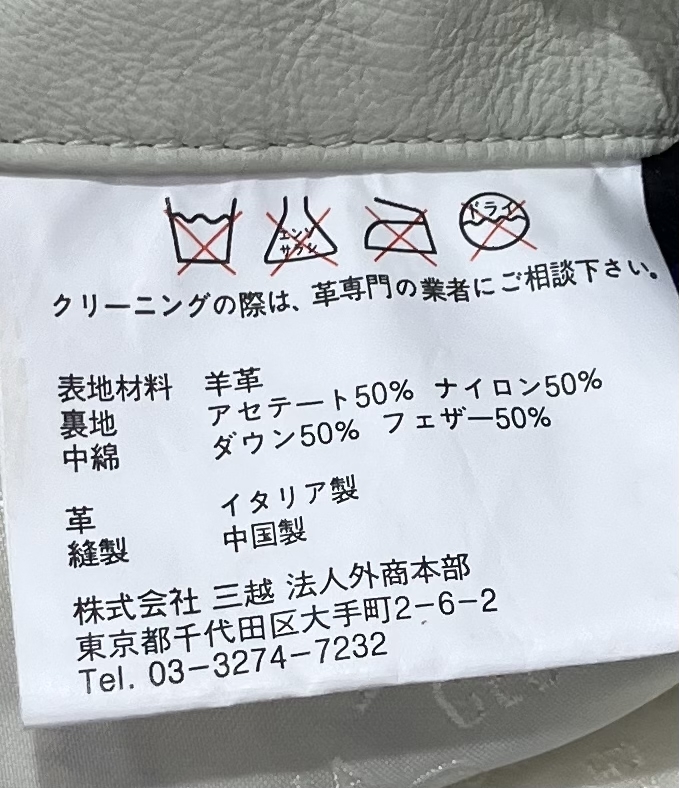 エンソ
サラシ
ドライ
クリーニングの際は、革専門の業者にご相談下さい。
表地材料 羊革
裏地 アセテート50% ナイロン50%
中綿 ダウン50% フェザー50%
革 イタリア製
縫製 中国製
株式会社 三越 法人外商本部
東京都千代田区大手町2-6-2
Tel. 03-3274-7232